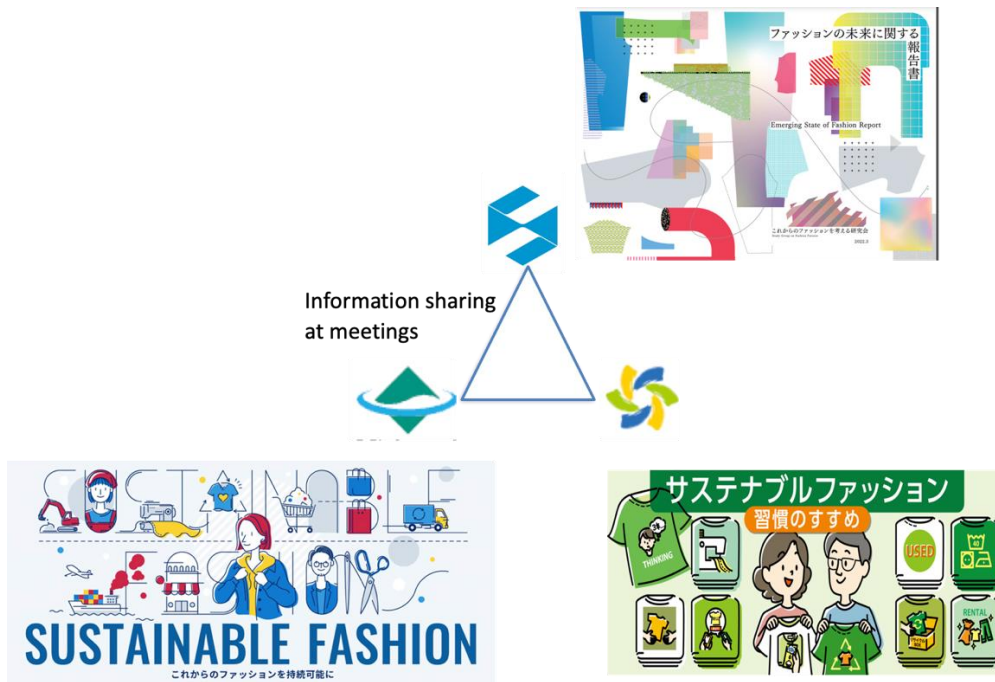 ファッションの未来に関する
報告書
Emerging State of Fashion Report
これからのファッションを考える研究会
2022.3
Information sharing
at meetings
SUSTAINABLE
FASHION
SUSTAINABLE FASHION
これからのファッションを持続可能に
サステナブルファッション
習慣のすすめ
THINKING
USED
40
RENTAL